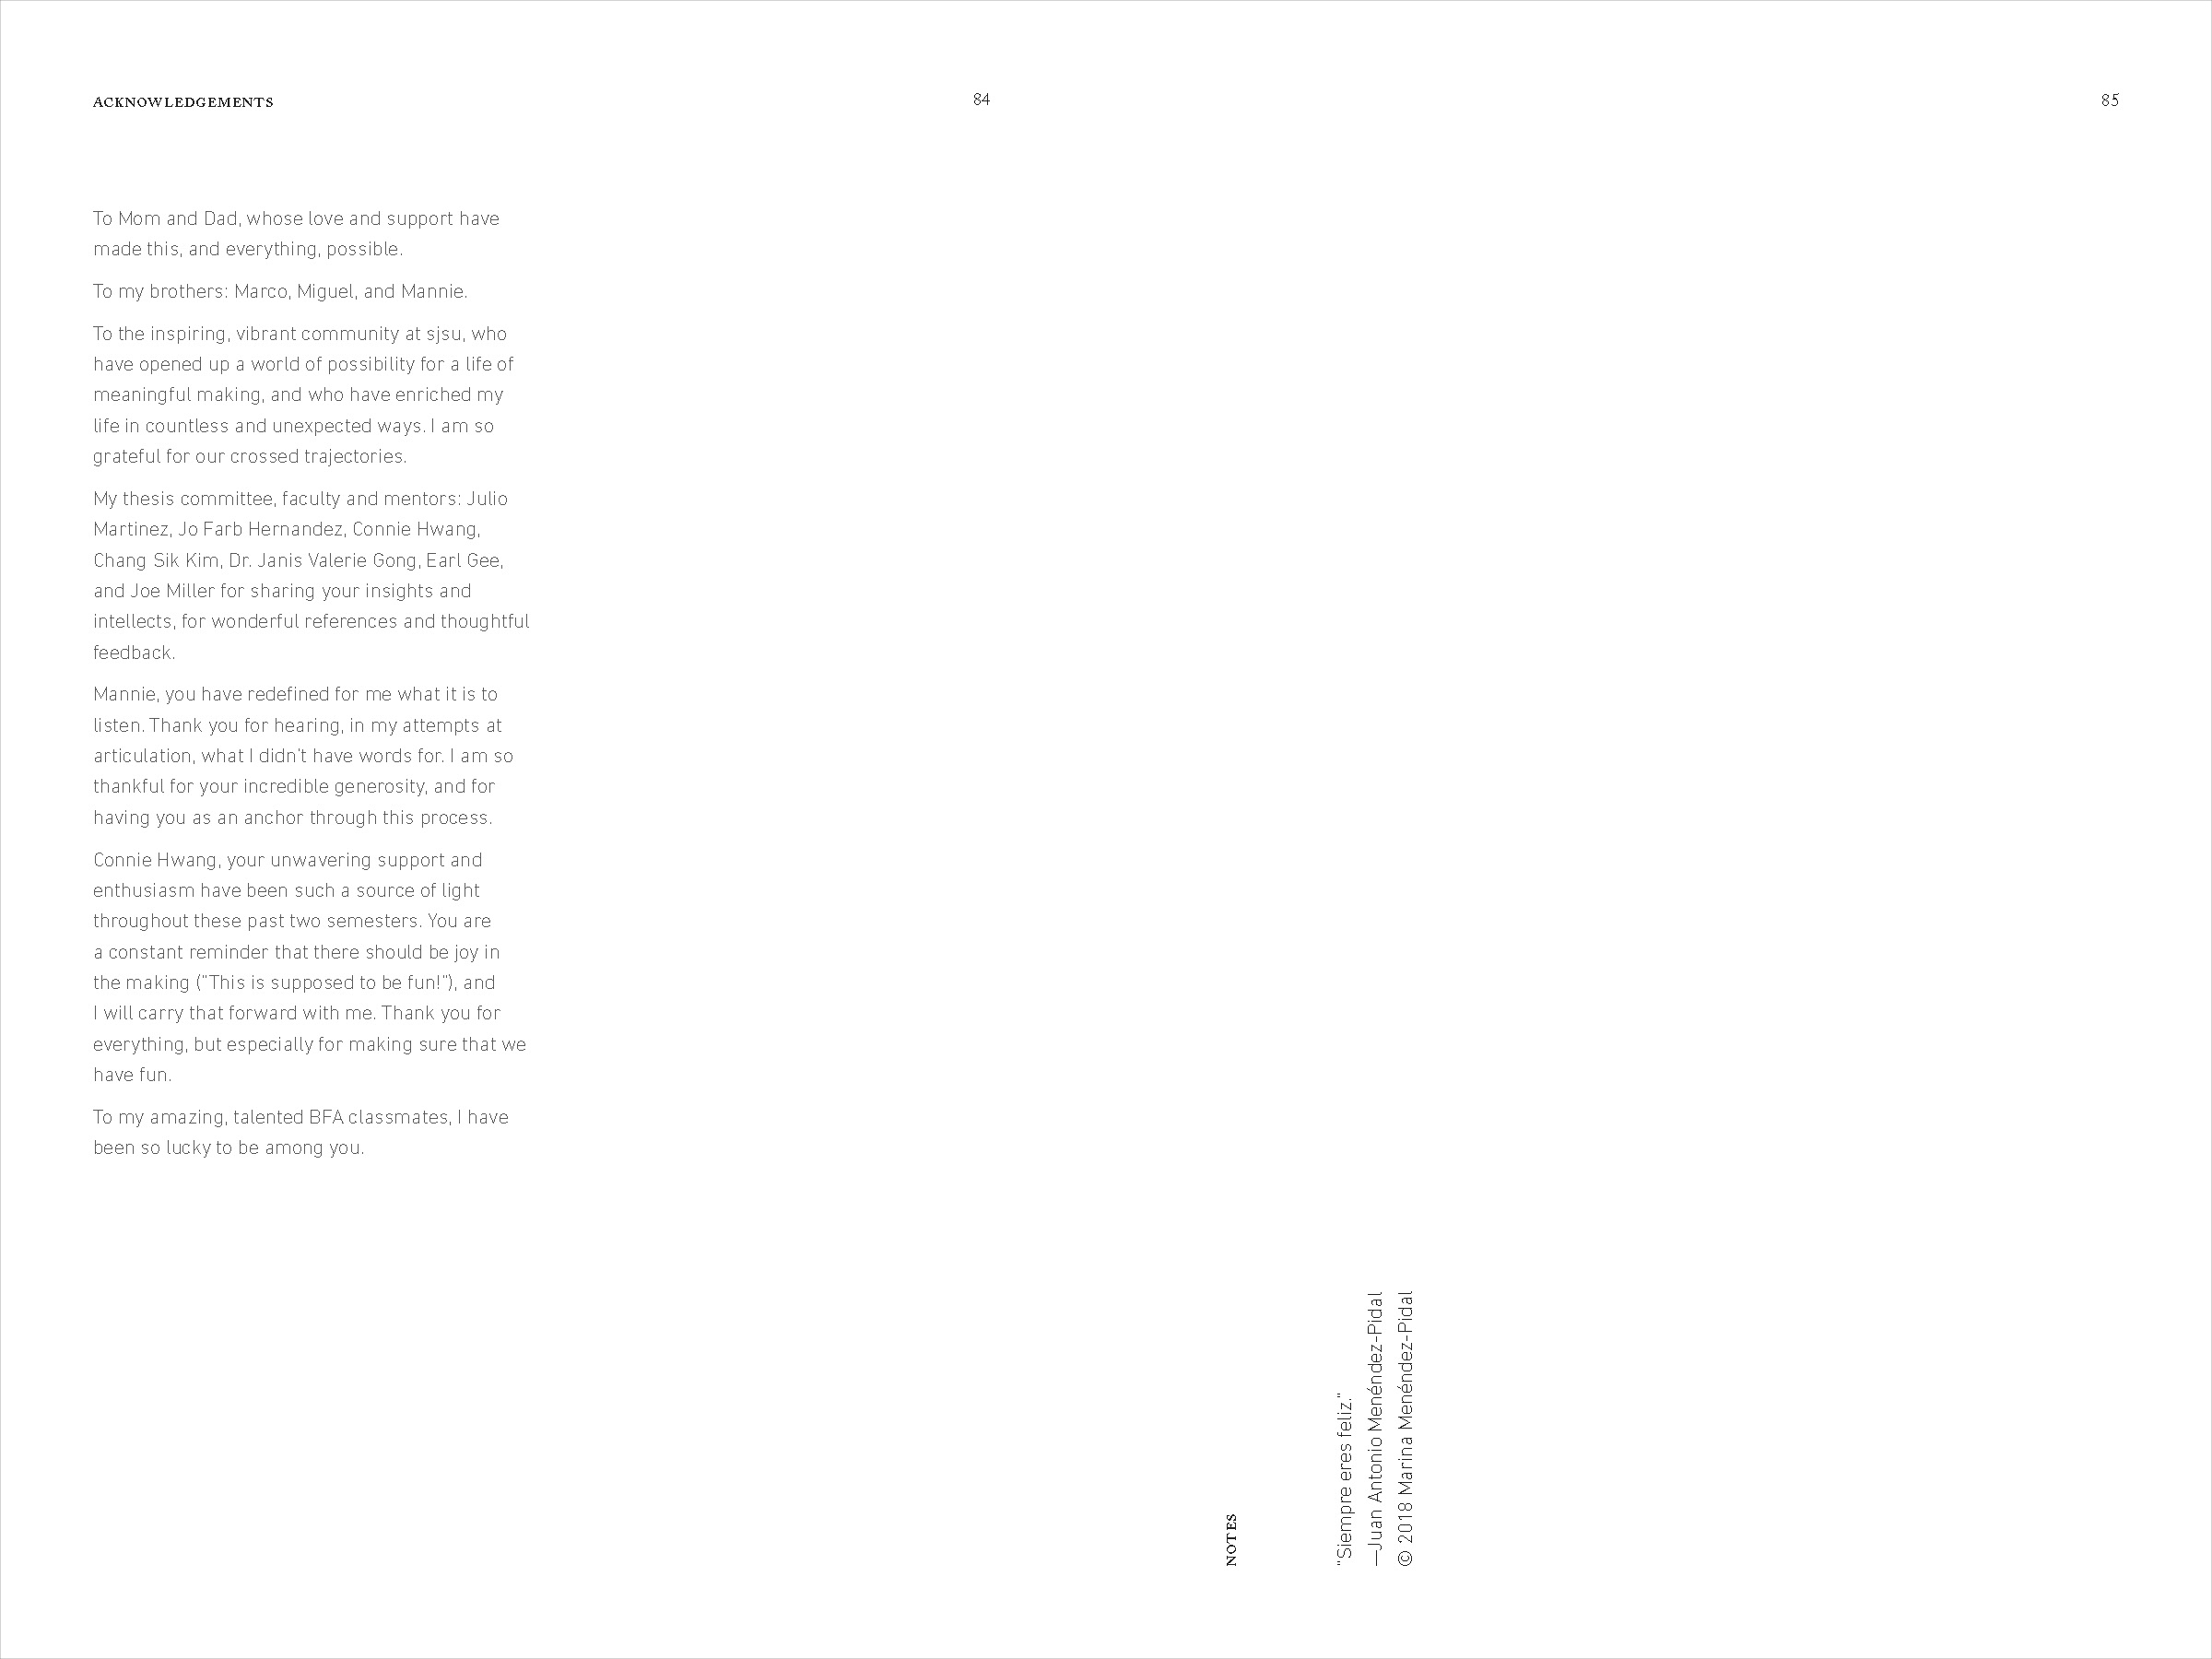 ACKNOWLEDGEMENTS
84
To Mom and Dad, whose love and support have
made this, and everything, possible.
To my brothers: Marco, Miguel, and Mannie.
To the inspiring, vibrant community at sjsu, who
have opened up a world of possibility for a life of
meaningful making, and who have enriched my
life in countless and unexpected ways. I am so
grateful for our crossed trajectories.
My thesis committee, faculty and mentors: Julio
Martinez, Jo Farb Hernandez, Connie Hwang,
Chang Sik Kim, Dr. Janis Valerie Gong, Earl Gee,
and Joe Miller for sharing your insights and
intellects, for wonderful references and thoughtful
feedback.
Mannie, you have redefined for me what it is to
listen. Thank you for hearing, in my attempts at
articulation, what I didn't have words for. I am so
thankful for your incredible generosity, and for
having you as an anchor through this process.
Connie Hwang, your unwavering support and
enthusiasm have been such a source of light
throughout these past two semesters. You are
a constant reminder that there should be joy in
the making ("This is supposed to be fun!"), and
I will carry that forward with me. Thank you for
everything, but especially for making sure that we
have fun.
To my amazing, talented BFA classmates, I have
been so lucky to be among you.
85
NOTES
"Siempre eres feliz."
—Juan Antonio Menéndez-Pidal
© 2018 Marina Menéndez-Pidal